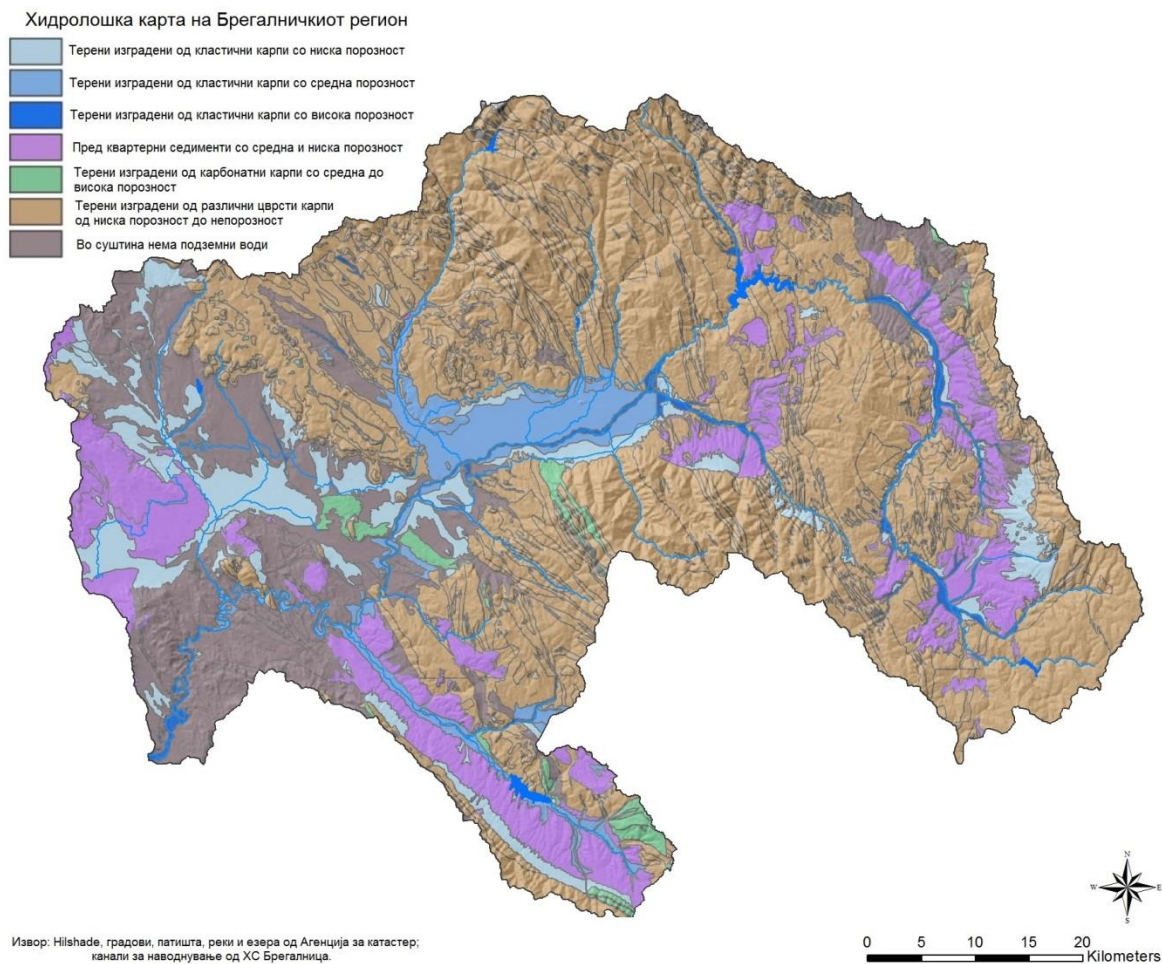 Хидролошка карта на Брегалничкиот регион
Терени изградени од кластични карпи со ниска порозност
Терени изградени од кластични карпи со средна порозност
Терени изградени од кластични карпи со висока порозност
Пред квартерни седименти со средна и ниска порозност
Терени изградени од карбонатни карпи со средна до
висока порозност
Терени изградени од различни цврсти карпи
од ниска порозност до непорозност
Во суштина нема подземни води
N
W E
S
Извор: Hilshade, градови, патишта, реки и езера од Агенција за катастер;
канали за наводнување од ХС Брегалница.
0 5 10 15 20
Kilometers